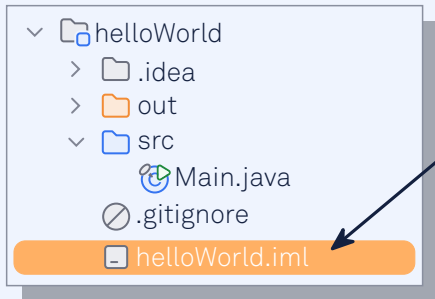 helloWorld
.idea
out
src
Main.java
.gitignore
helloWorld.iml